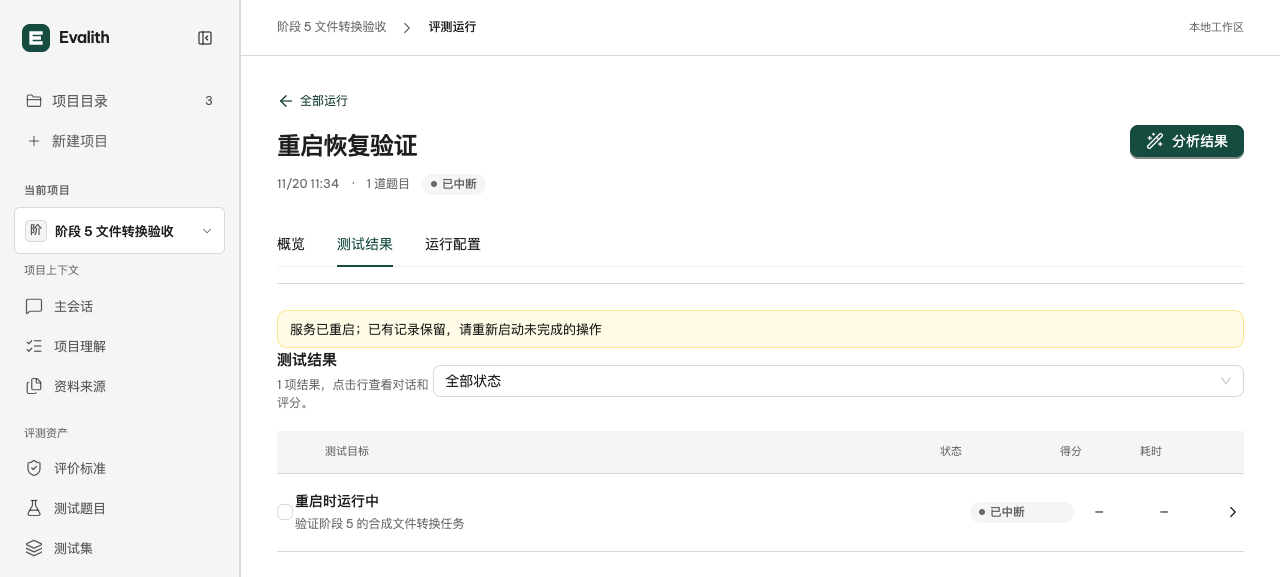 Evalith
项目目录 3
新建项目
当前项目
阶 阶段 5 文件转换验收
项目上下文
主会话
项目理解
资料来源
评测资产
评价标准
测试题目
测试集
阶段 5 文件转换验收 评测运行
本地工作区
全部运行
重启恢复验证
分析结果
11/20 11:34 · 1 道题目 已中断
概览 测试结果 运行配置
服务已重启；已有记录保留，请重新启动未完成的操作
测试结果
1 项结果，点击行查看对话和
评分。
全部状态
测试目标 状态 得分 耗时
重启时运行中
验证阶段 5 的合成文件转换任务
已中断 – –